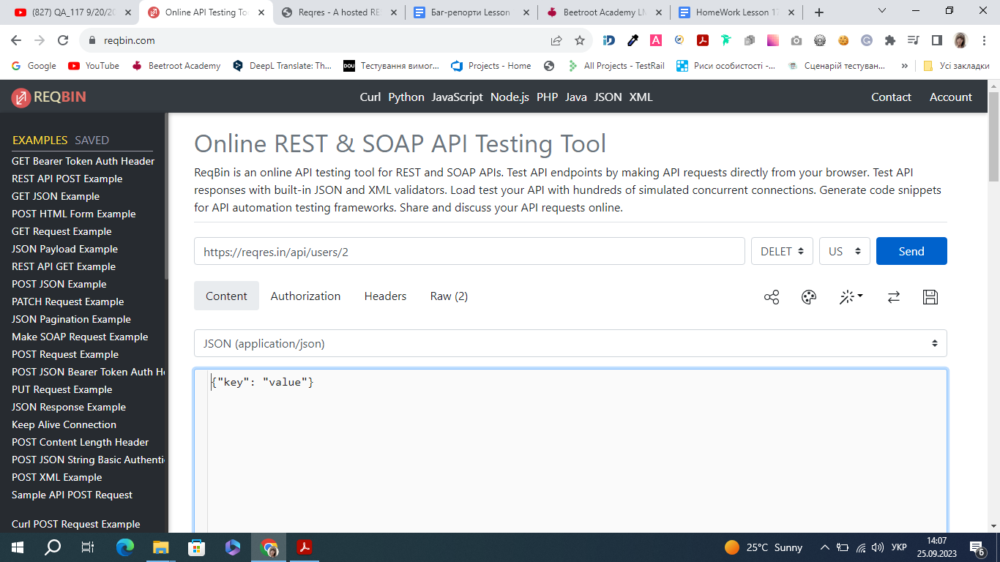 (827) QA_117 9/20/20
Online API Testing To
Reqres - A hosted RE
Баг-репорти Lesson
Beetroot Academy LM
HomeWork Lesson 17
reqbin.com
Google
YouTube
Beetroot Academy
DeepL Translate: Th...
DOU
Тестування вимог...
Projects - Home
All Projects - TestRail
Риси особистості -...
Сценарій тестуван...
»
Усі закладки
REQBIN
Curl Python JavaScript Node.js PHP Java JSON XML
Contact Account
EXAMPLES SAVED
GET Bearer Token Auth Header
REST API POST Example
GET JSON Example
POST HTML Form Example
GET Request Example
JSON Payload Example
REST API GET Example
POST JSON Example
PATCH Request Example
JSON Pagination Example
Make SOAP Request Example
POST Request Example
POST JSON Bearer Token Auth He
PUT Request Example
JSON Response Example
Keep Alive Connection
POST Content Length Header
POST JSON String Basic Authenti
POST XML Example
Sample API POST Request
Curl POST Request Example
Online REST & SOAP API Testing Tool
ReqBin is an online API testing tool for REST and SOAP APIs. Test API endpoints by making API requests directly from your browser. Test API
responses with built-in JSON and XML validators. Load test your API with hundreds of simulated concurrent connections. Generate code snippets
for API automation testing frameworks. Share and discuss your API requests online.
https://reqres.in/api/users/2
DELET
US
Send
Content Authorization Headers Raw (2)
JSON (application/json)
{"key": "value"}
25°C Sunny
УКР
14:07
25.09.2023
6